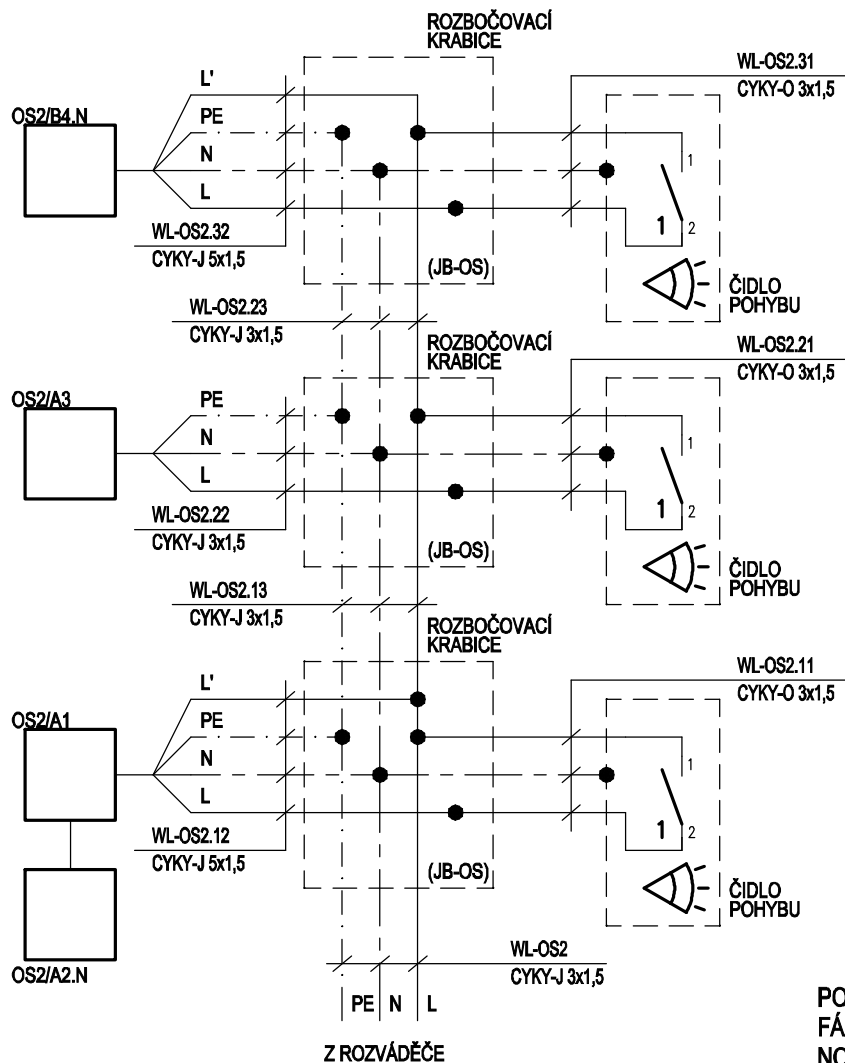 ROZBOČOVACÍ
KRABICE
WL-OS2.31
CYKY-O 3x1,5
L'
PE
N
L
OS2/B4.N
1
1
2
WL-OS2.32
CYKY-J 5x1,5
(JB-OS)
ČIDLO
POHYBU
WL-OS2.23
CYKY-J 3x1,5
ROZBOČOVACÍ
KRABICE
WL-OS2.21
CYKY-O 3x1,5
OS2/A3
PE
N
L
1
1
2
WL-OS2.22
CYKY-J 3x1,5
(JB-OS)
ČIDLO
POHYBU
WL-OS2.13
CYKY-J 3x1,5
ROZBOČOVACÍ
KRABICE
WL-OS2.11
CYKY-O 3x1,5
L'
PE
N
L
OS2/A1
1
1
2
WL-OS2.12
CYKY-J 5x1,5
(JB-OS)
ČIDLO
POHYBU
OS2/A2.N
WL-OS2
CYKY-J 3x1,5
PE N L
Z ROZVÁDĚČE